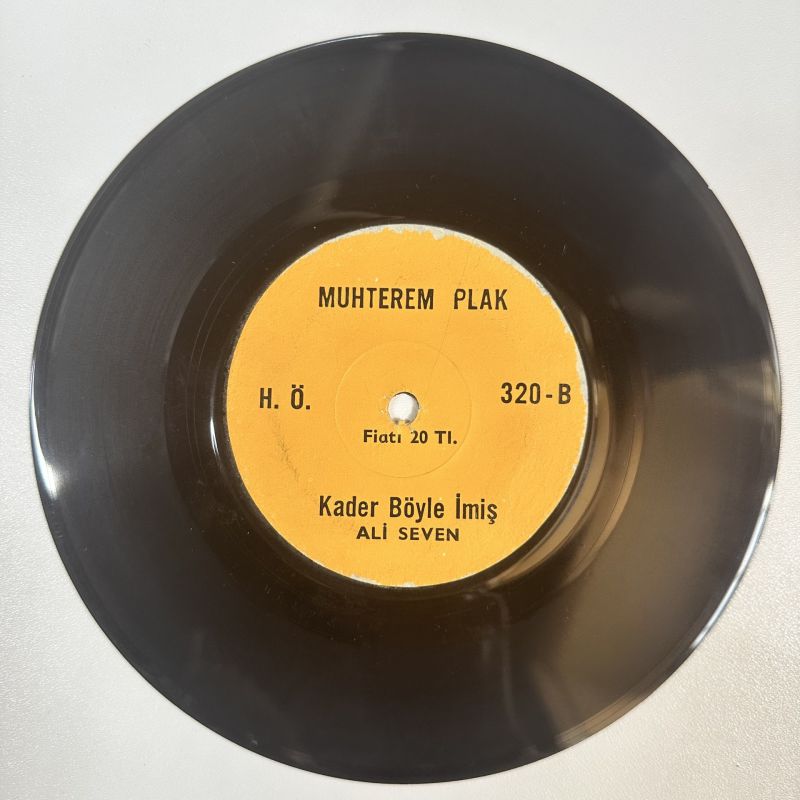 MUHTEREM PLAK
H. Ö. 320-B
Fiatı 20 Tl.
Kader Böyle İmiş
ALİ SEVEN